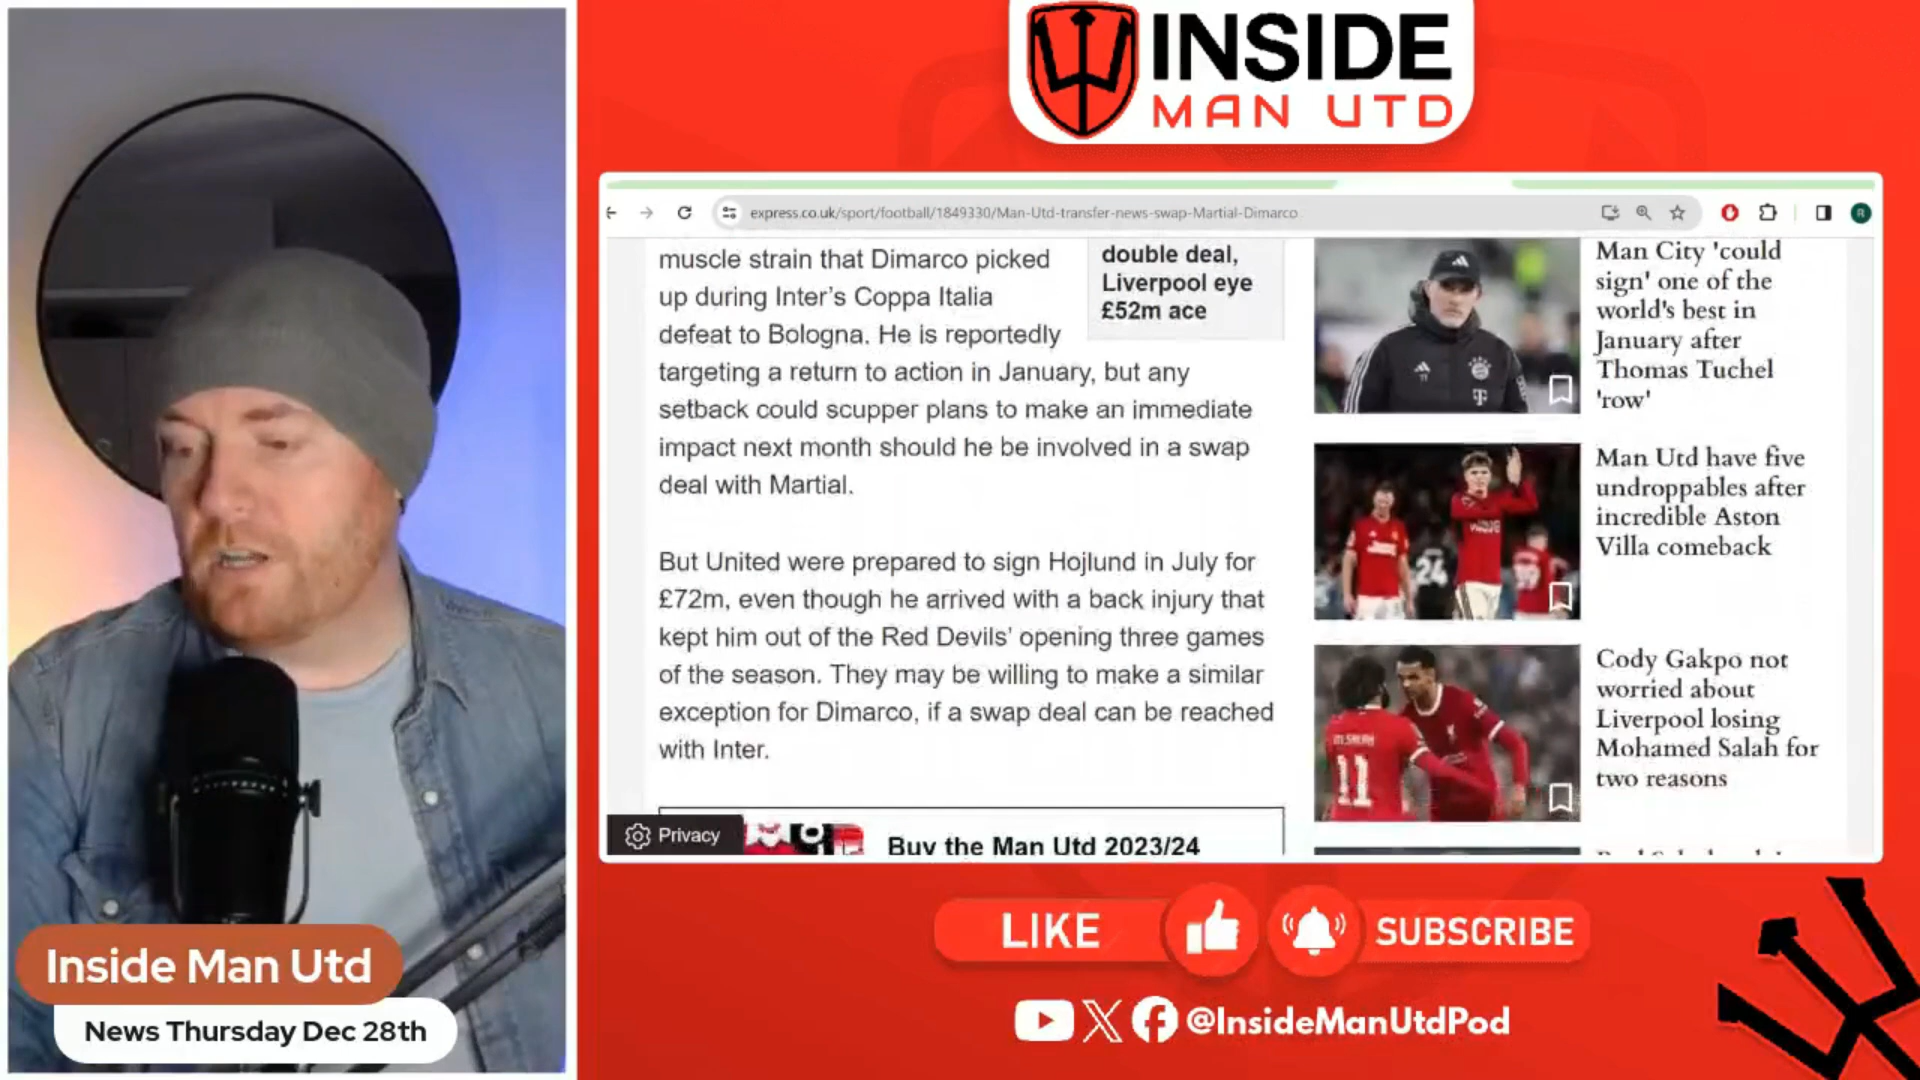 INSIDE
MAN UTD
express.co.uk/sport/football/1849330/Man-Utd-transfer-news-swap-Martial-Dimarco
R
muscle strain that Dimarco picked
up during Inter's Coppa Italia
defeat to Bologna. He is reportedly
targeting a return to action in January, but any
setback could scupper plans to make an immediate
impact next month should he be involved in a swap
deal with Martial.
But United were prepared to sign Hojlund in July for
£72m, even though he arrived with a back injury that
kept him out of the Red Devils' opening three games
of the season. They may be willing to make a similar
exception for Dimarco, if a swap deal can be reached
with Inter.
double deal,
Liverpool eye
£52m ace
Man City 'could
sign' one of the
world's best in
January after
Thomas Tuchel
'row'
Man Utd have five
undroppables after
incredible Aston
Villa comeback
24
Cody Gakpo not
worried about
Liverpool losing
Mohamed Salah for
two reasons
M.SALAH
11
Privacy
Buy the Man Utd 2023/24
LIKE
SUBSCRIBE
@InsideManUtdPod
Inside Man Utd
News Thursday Dec 28th